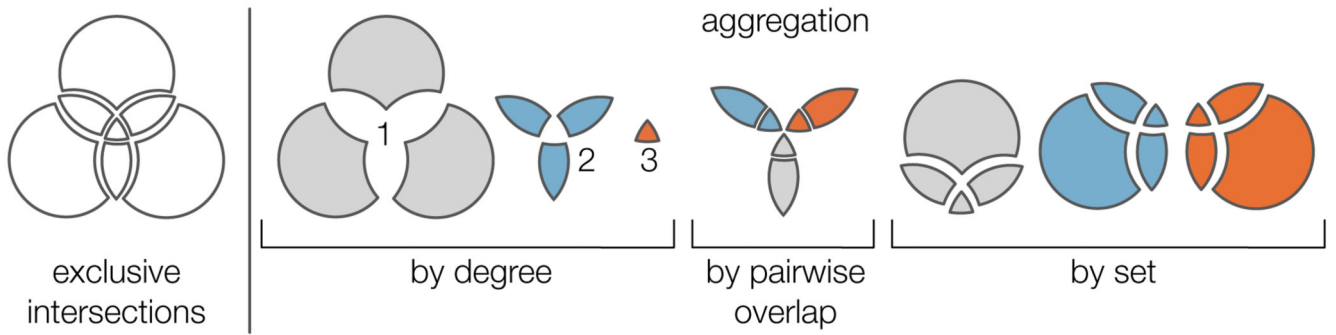 aggregation
1
2
3
exclusive
intersections
by degree
by pairwise
overlap
by set